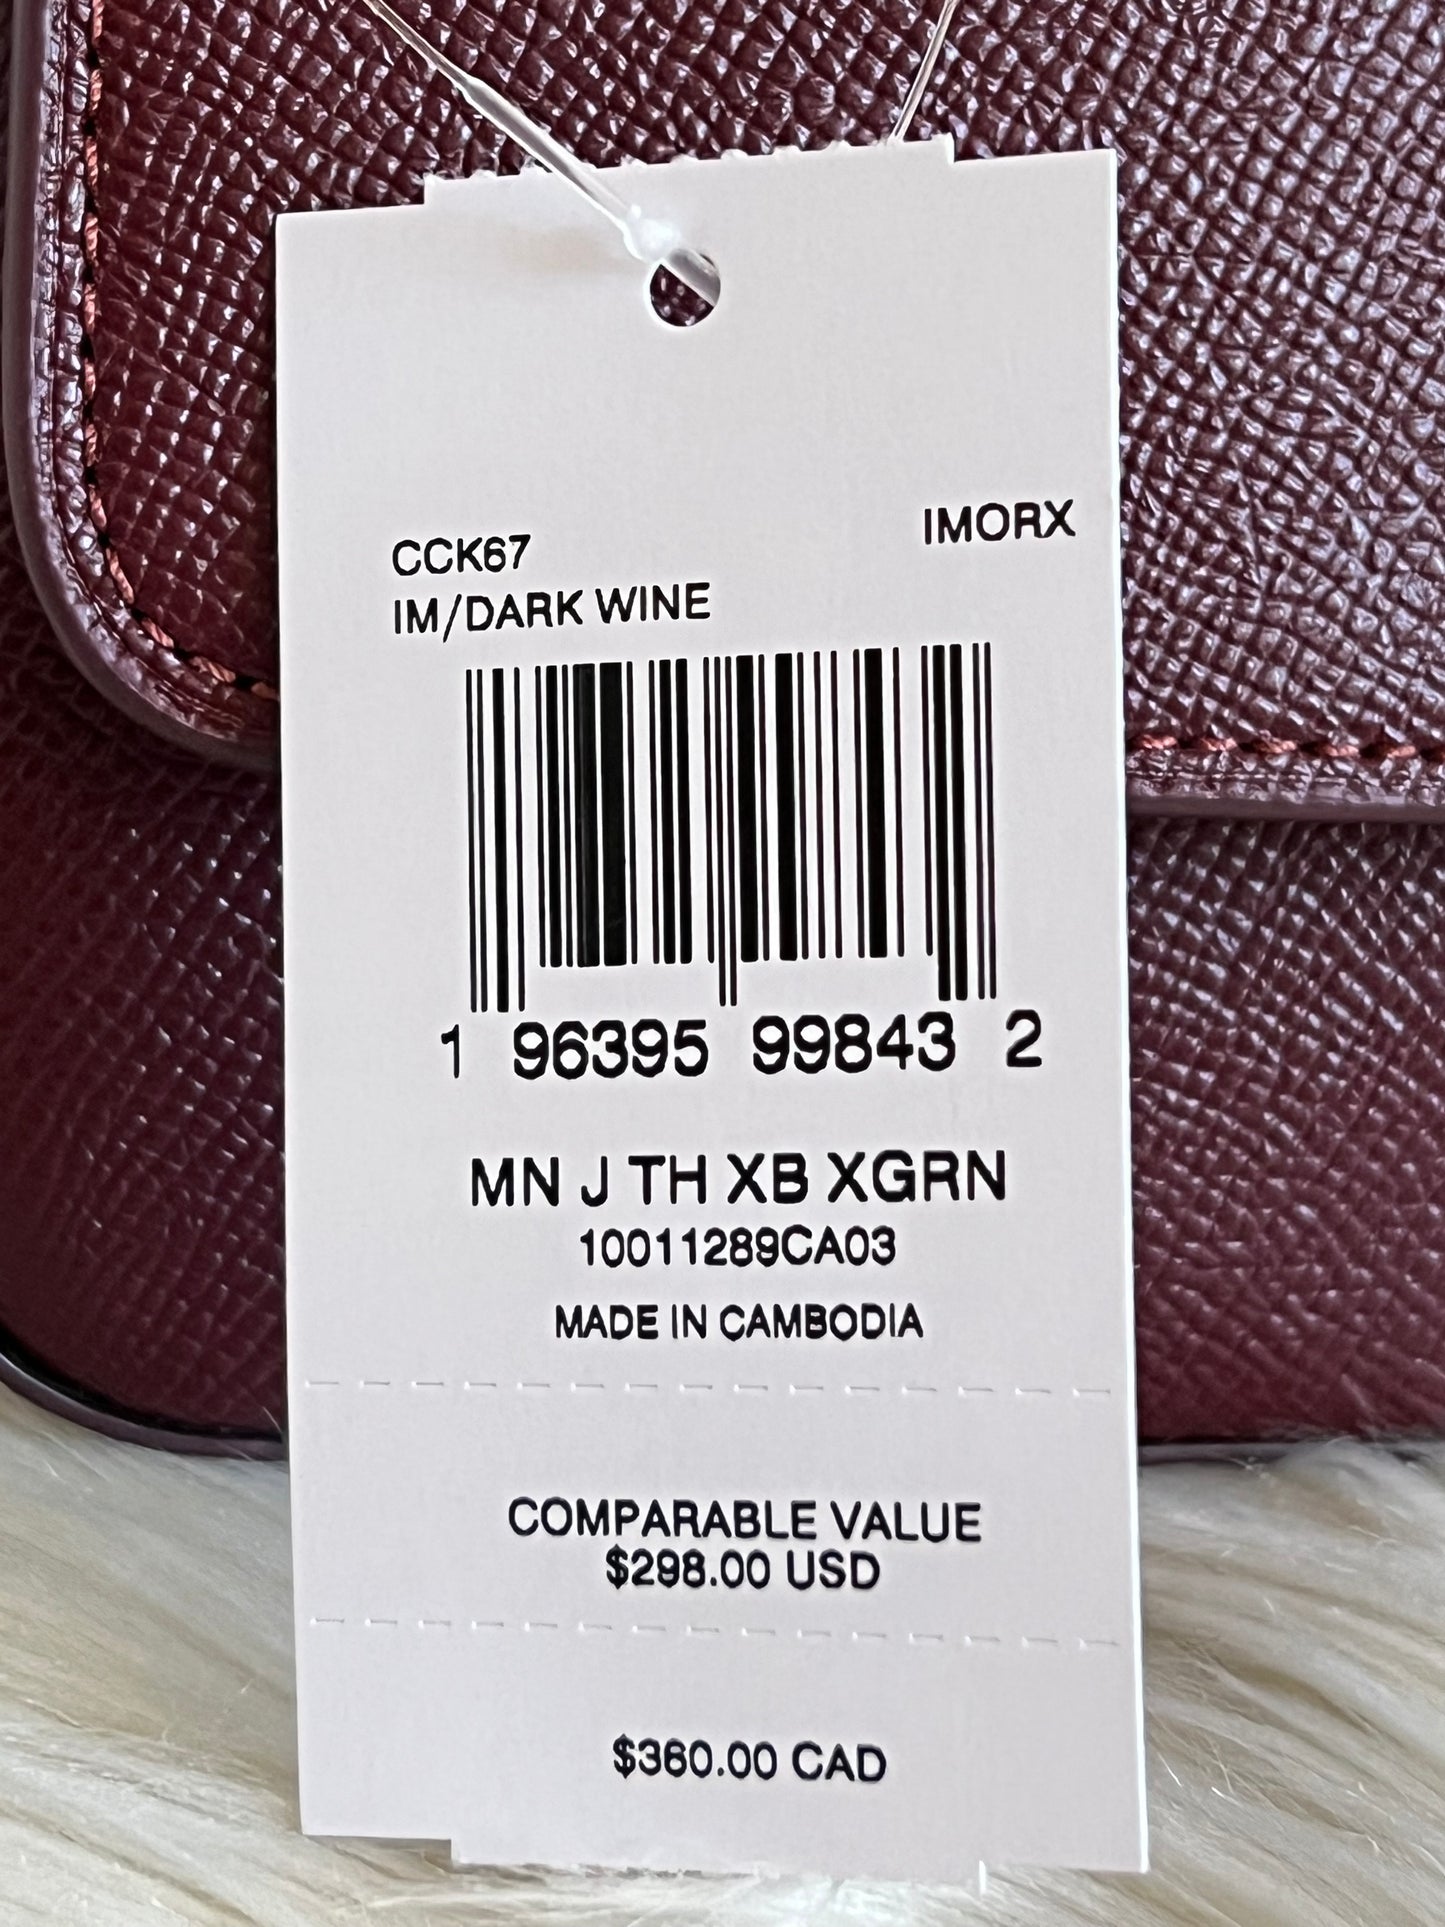 IMORX
CCK67
IM/DARK WINE
1 96395 99843 2
MN J TH XB XGRN
10011289CA03
MADE IN CAMBODIA
COMPARABLE VALUE
$298.00 USD
$360.00 CAD